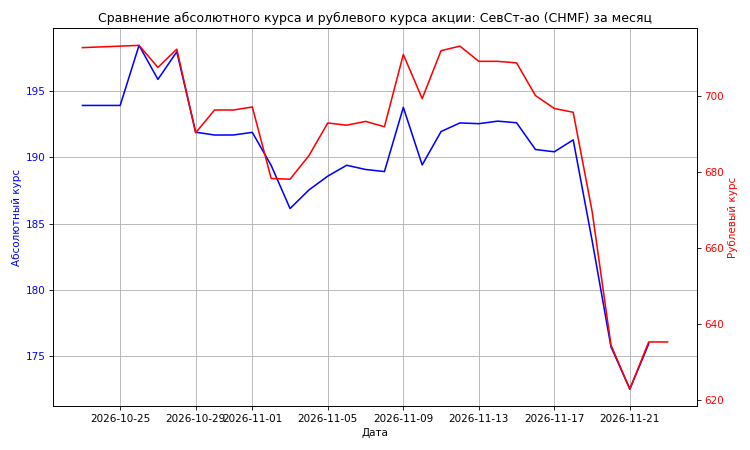 Сравнение абсолютного курса и рублевого курса акции: СевСт-ао (CHMF) за месяц
Абсолютный курс
195
190
185
180
175
Рублевый курс
700
680
660
640
620
2026-10-25 2026-10-29 2026-11-01 2026-11-05 2026-11-09 2026-11-13 2026-11-17 2026-11-21
Дата